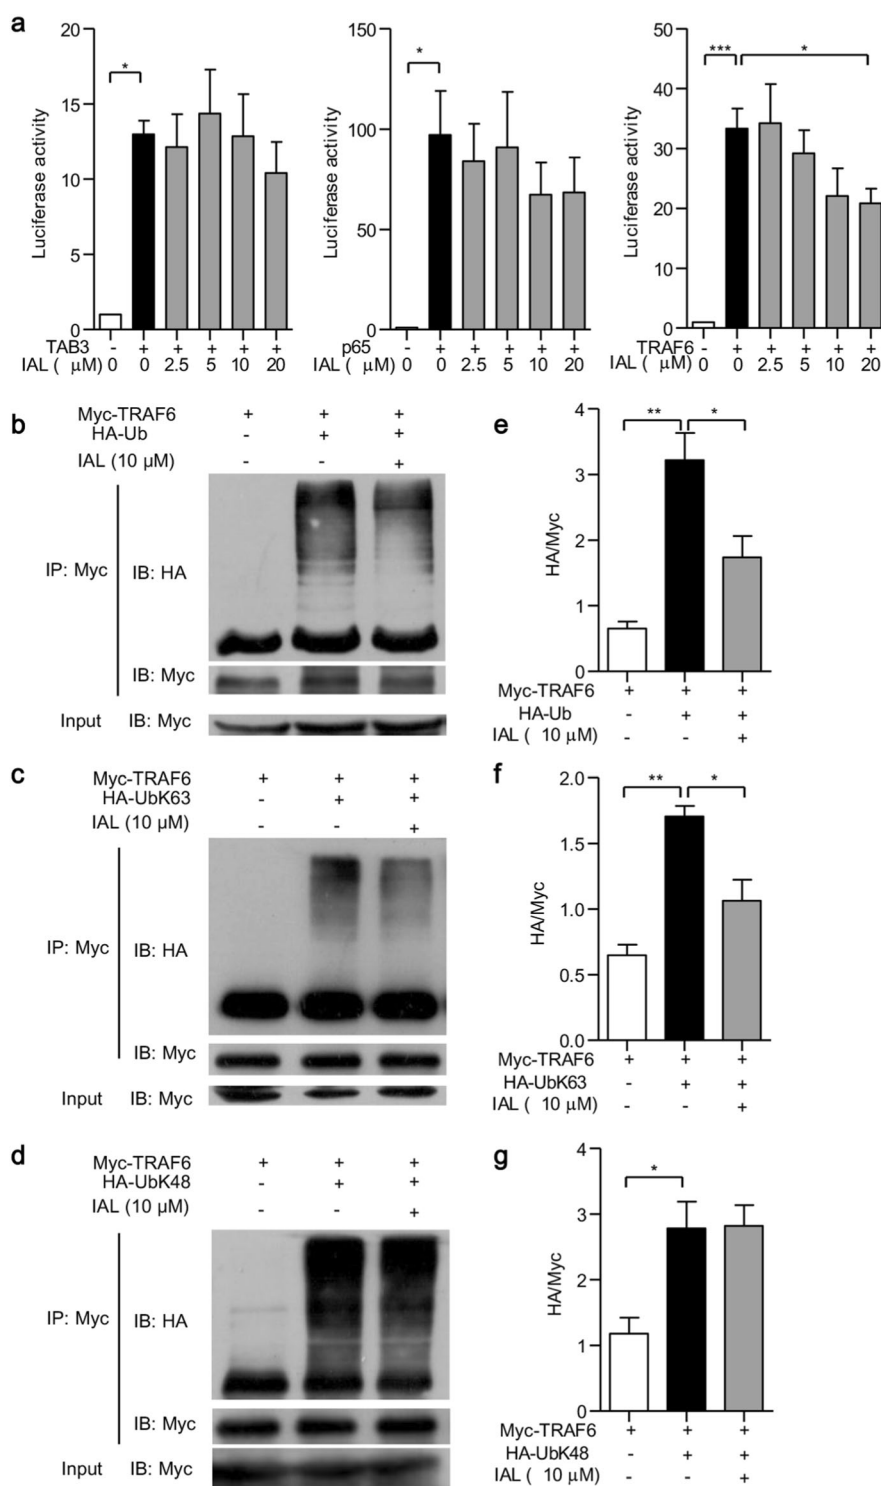 a
20
15
10
5
0
Luciferase activity
*
TAB3 - + + + + +
IAL ( μM) 0 0 2.5 5 10 20
150
100
50
0
Luciferase activity
*
p65 - + + + + +
IAL ( μM) 0 0 2.5 5 10 20
50
40
30
20
10
0
Luciferase activity
*** *
TRAF6 - + + + + +
IAL ( μM) 0 0 2.5 5 10 20
b
Myc-TRAF6 + + +
HA-Ub - + +
IAL (10 μM) - - +
IP: Myc
IB: HA
IB: Myc
Input IB: Myc
e
4
3
2
1
0
HA/Myc
** *
Myc-TRAF6 + + +
HA-Ub - + +
IAL ( 10 μM) - - +
c
Myc-TRAF6 + + +
HA-UbK63 - + +
IAL (10 μM) - - +
IP: Myc
IB: HA
IB: Myc
Input IB: Myc
f
2.0
1.5
1.0
0.5
0.0
HA/Myc
** *
Myc-TRAF6 + + +
HA-UbK63 - + +
IAL ( 10 μM) - - +
d
Myc-TRAF6 + + +
HA-UbK48 - + +
IAL (10 μM) - - +
IP: Myc
IB: HA
IB: Myc
Input IB: Myc
g
4
3
2
1
0
HA/Myc
*
Myc-TRAF6 + + +
HA-UbK48 - + +
IAL ( 10 μM) - - +